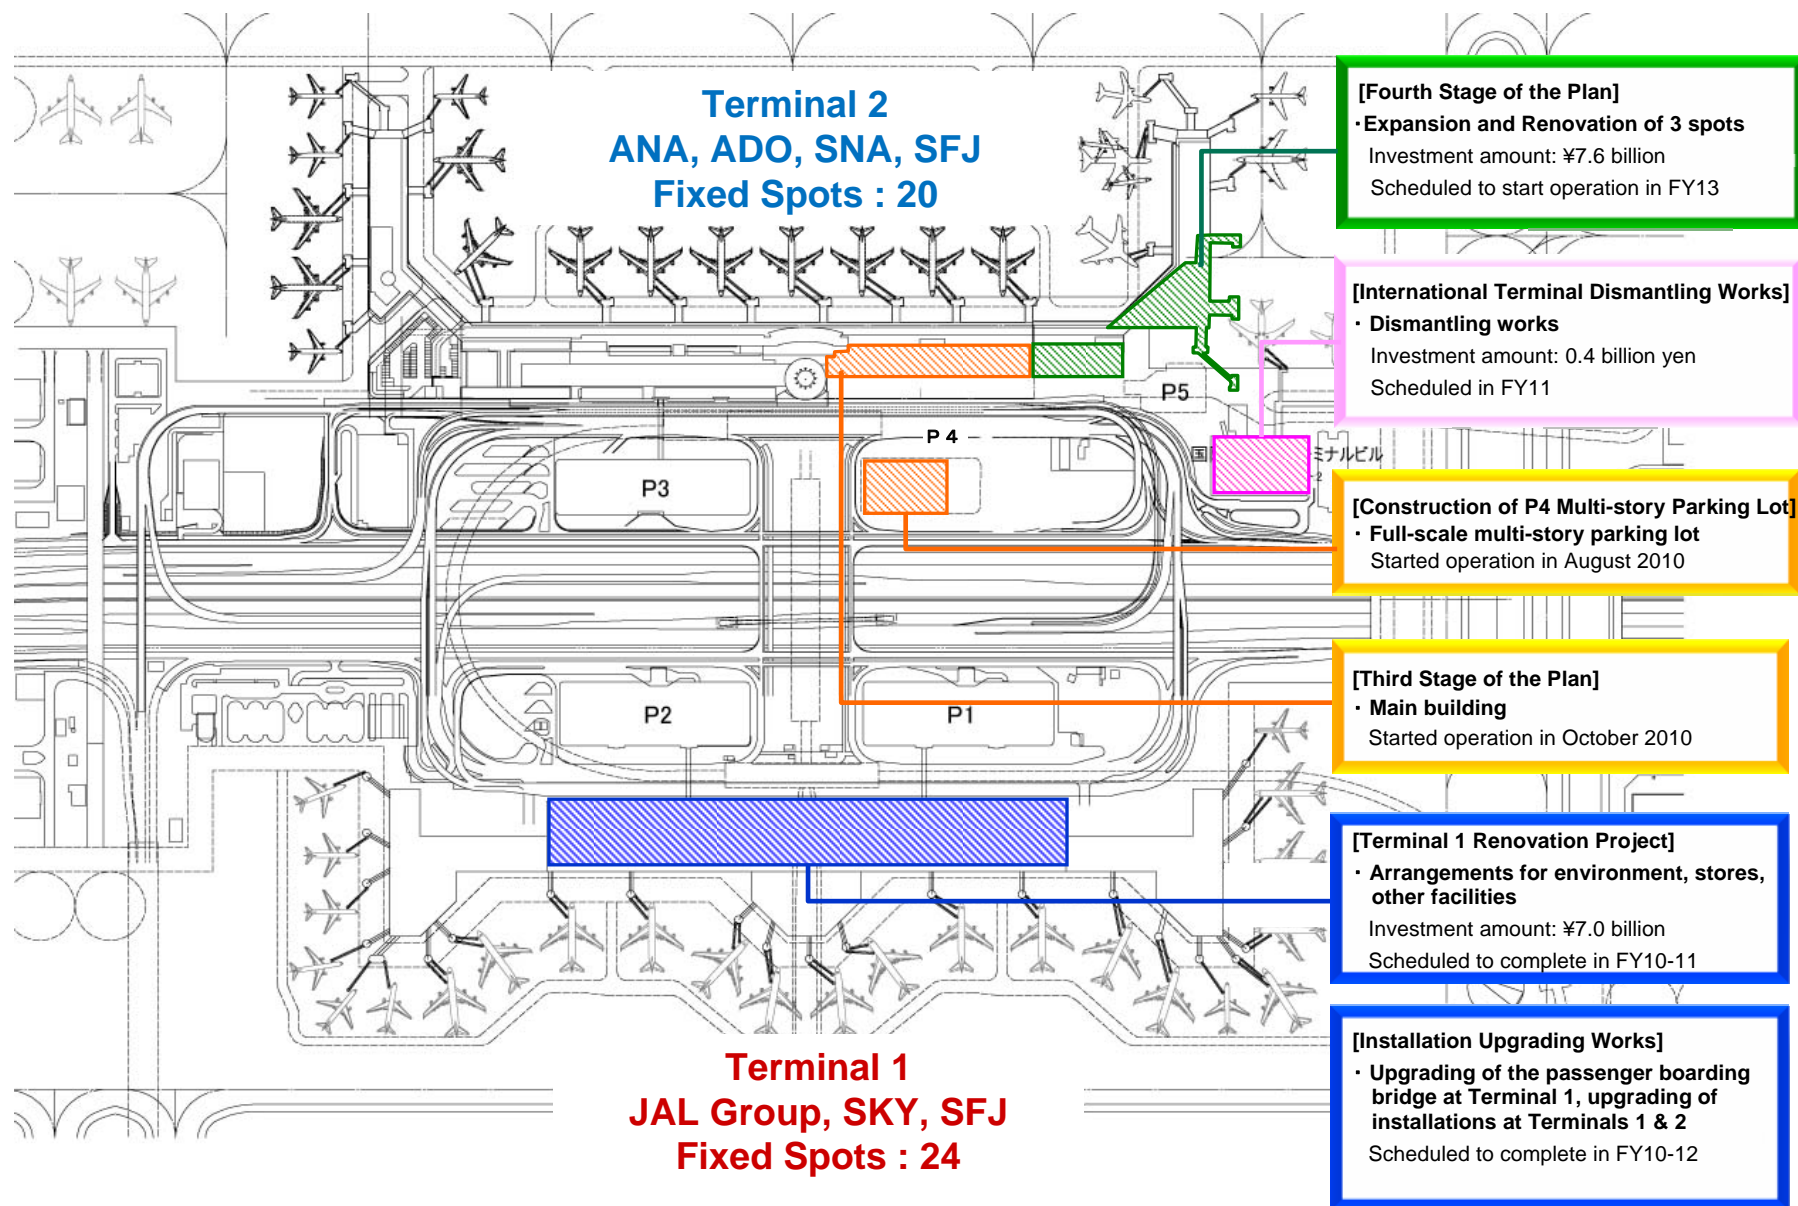 Terminal 2
ANA, ADO, SNA, SFJ
Fixed Spots : 20
[Fourth Stage of the Plan]
・Expansion and Renovation of 3 spots
Investment amount: ¥7.6 billion
Scheduled to start operation in FY13
[International Terminal Dismantling Works]
・ Dismantling works
Investment amount: 0.4 billion yen
Scheduled in FY11
P5
P 4
P3
国
ミナルビル
2
[Construction of P4 Multi-story Parking Lot]
・ Full-scale multi-story parking lot
Started operation in August 2010
[Third Stage of the Plan]
・ Main building
Started operation in October 2010
P2
P1
[Terminal 1 Renovation Project]
・ Arrangements for environment, stores,
other facilities
Investment amount: ¥7.0 billion
Scheduled to complete in FY10-11
[Installation Upgrading Works]
・ Upgrading of the passenger boarding
bridge at Terminal 1, upgrading of
installations at Terminals 1 & 2
Scheduled to complete in FY10-12
Terminal 1
JAL Group, SKY, SFJ
Fixed Spots : 24